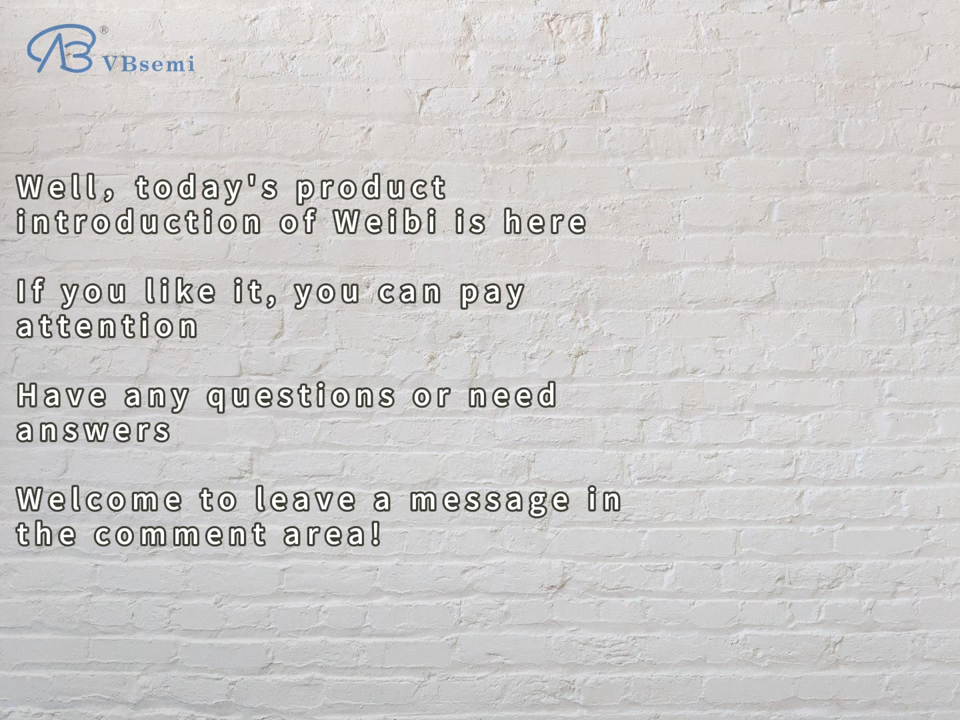 VBsemi
Well, today's product
introduction of Weibi is here
If you like it, you can pay
attention
Have any questions or need
answers
Welcome to leave a message in
the comment area!